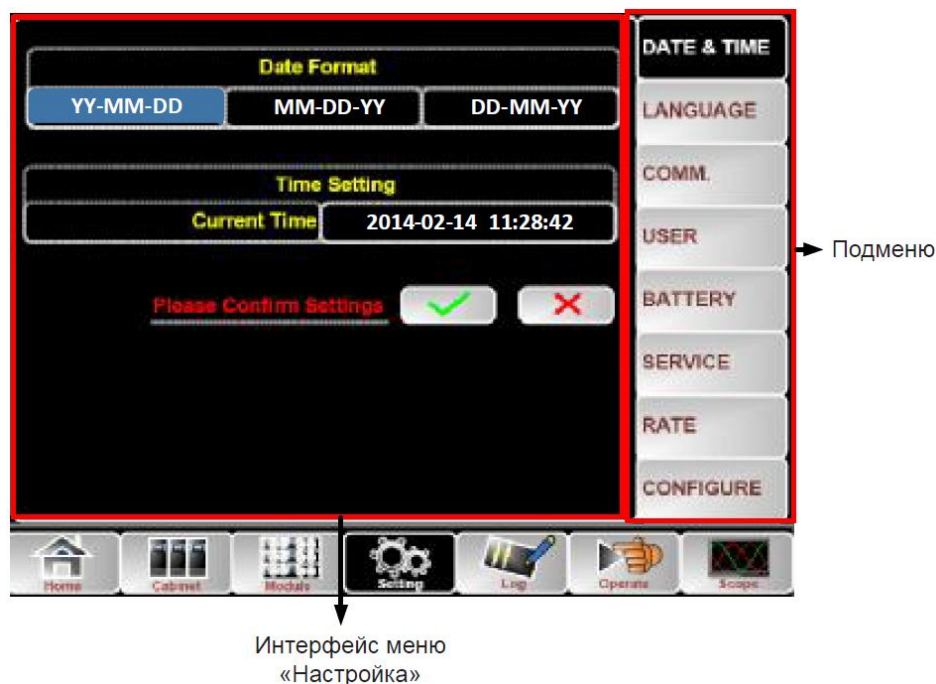 Date Format
YY-MM-DD MM-DD-YY DD-MM-YY
Time Setting
Current Time 2014-02-14 11:28:42
Please Confirm Settings
DATE & TIME
LANGUAGE
COMM.
USER
BATTERY
SERVICE
RATE
CONFIGURE
Подменю
Home Cabinet Module Setting Log Operate Scope
Интерфейс меню
«Настройка»